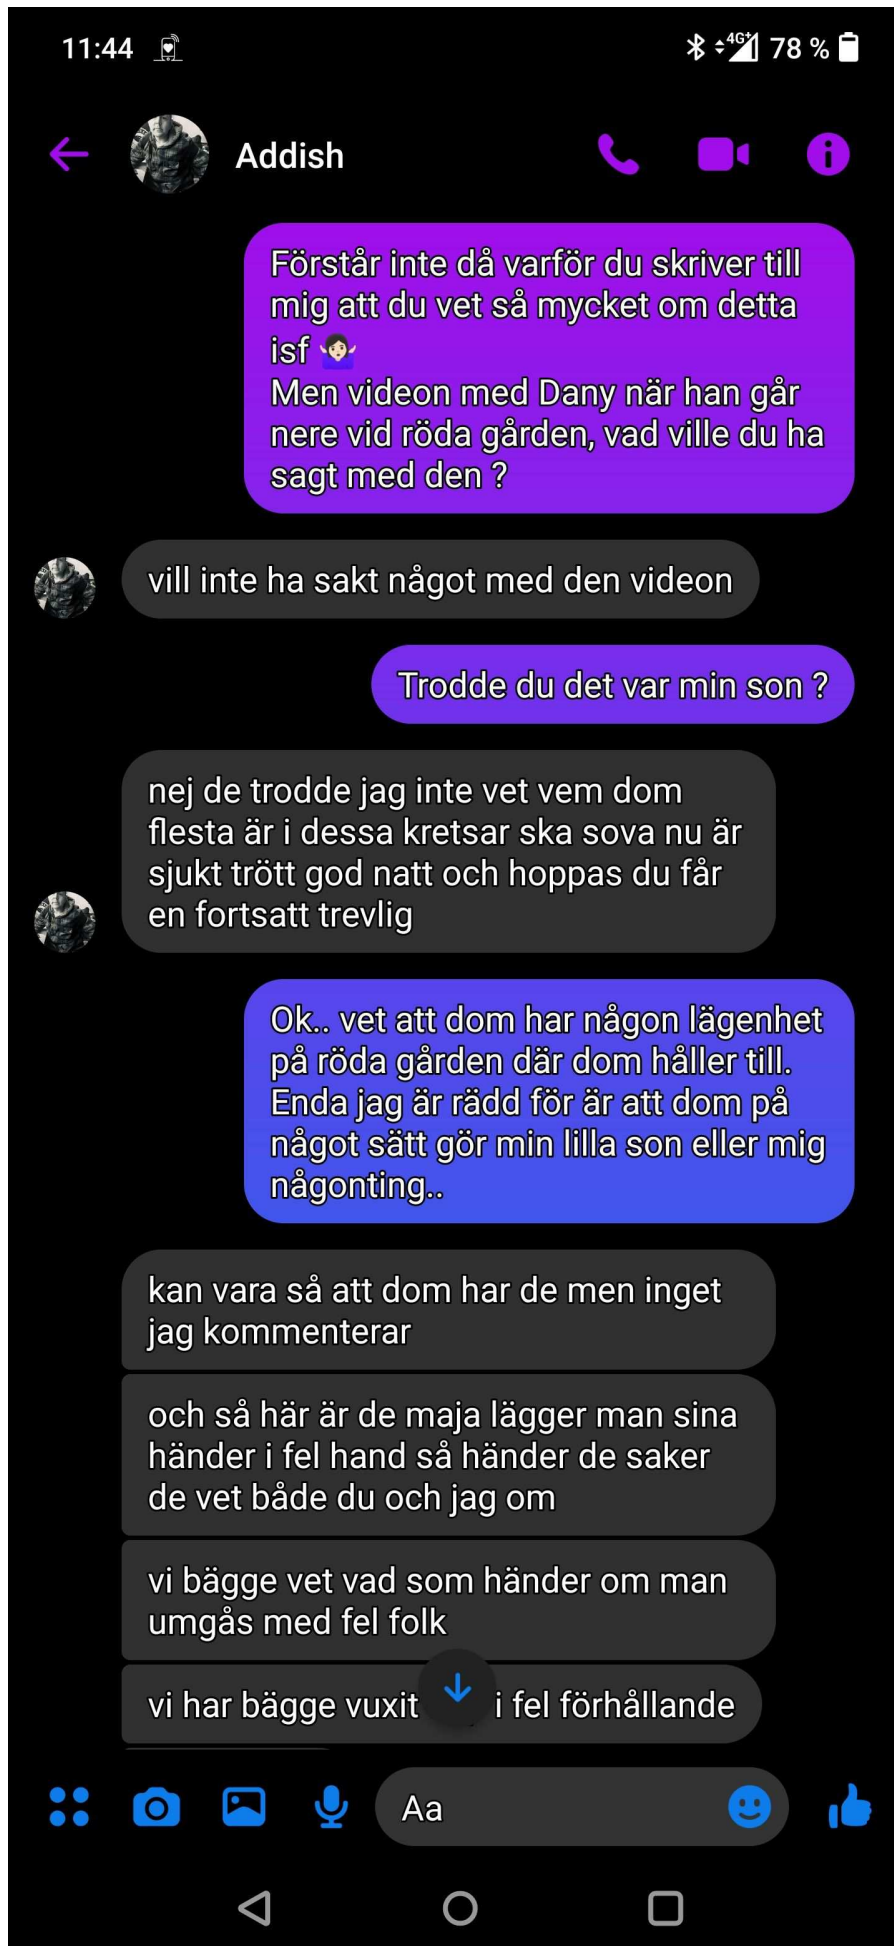 11:44
4G+ 78 %
Addish
Förstår inte då varför du skriver till
mig att du vet så mycket om detta
isf 🤷🏻‍♀️
Men videon med Dany när han går
nere vid röda gården, vad ville du ha
sagt med den ?
vill inte ha sakt något med den videon
Trodde du det var min son ?
nej de trodde jag inte vet vem dom
flesta är i dessa kretsar ska sova nu är
sjukt trött god natt och hoppas du får
en fortsatt trevlig
Ok.. vet att dom har någon lägenhet
på röda gården där dom håller till.
Enda jag är rädd för är att dom på
något sätt gör min lilla son eller mig
någonting..
kan vara så att dom har de men inget
jag kommenterar
och så här är de maja lägger man sina
händer i fel hand så händer de saker
de vet både du och jag om
vi bägge vet vad som händer om man
umgås med fel folk
vi har bägge vuxit i fel förhållande
Aa